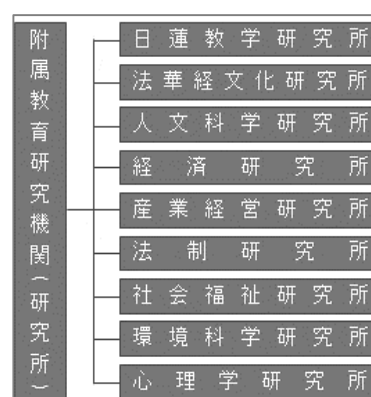 附属教育研究機関(研究所)
日蓮教学研究所
法華経文化研究所
人文科学研究所
経済研究所
産業経営研究所
法制研究所
社会福祉研究所
環境科学研究所
心理学研究所